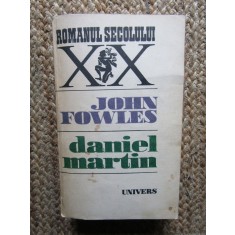 ROMANUL SECOLULUI
XX
JOHN
FOWLES
daniel
martin
UNIVERS